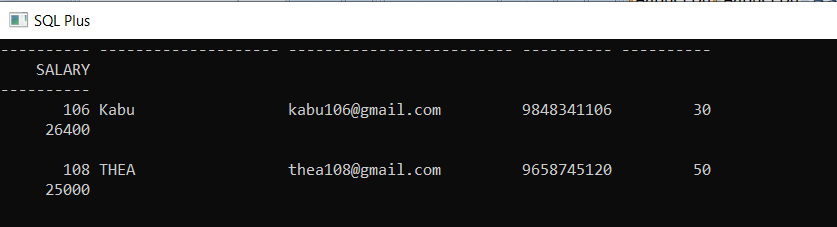 SQL Plus
---------- -------------------- ------------------------- ---------- ----------
    SALARY
----------
       106 Kabu                 kabu106@gmail.com         9848341106         30
     26400
       108 THEA                 thea108@gmail.com         9658745120         50
     25000